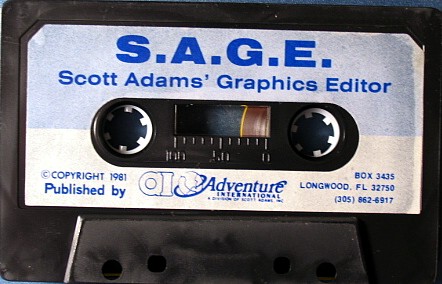 S.A.G.E.
Scott Adams' Graphics Editor
100 50 0
©COPYRIGHT 1981
Published by
ai Adventure
INTERNATIONAL
A DIVISION OF SCOTT ADAMS, INC
BOX 3435
LONGWOOD, FL 32750
(305) 862-6917